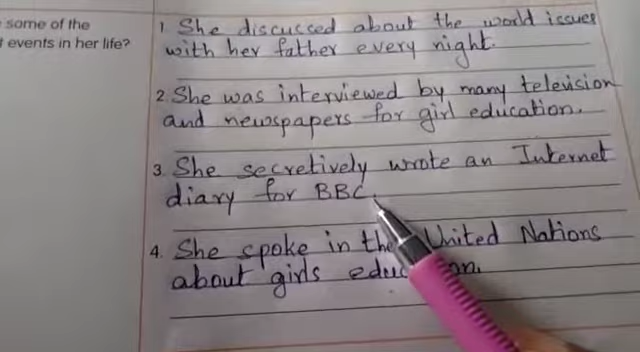 some of the
events in her life?
1 She discussed about the world issues
with her father every night.
2. She was interviewed by many television
and newspapers for girl education.
3. She secretively wrote an Internet
diary for BBC.
4. She spoke in the United Nations
about girls education.